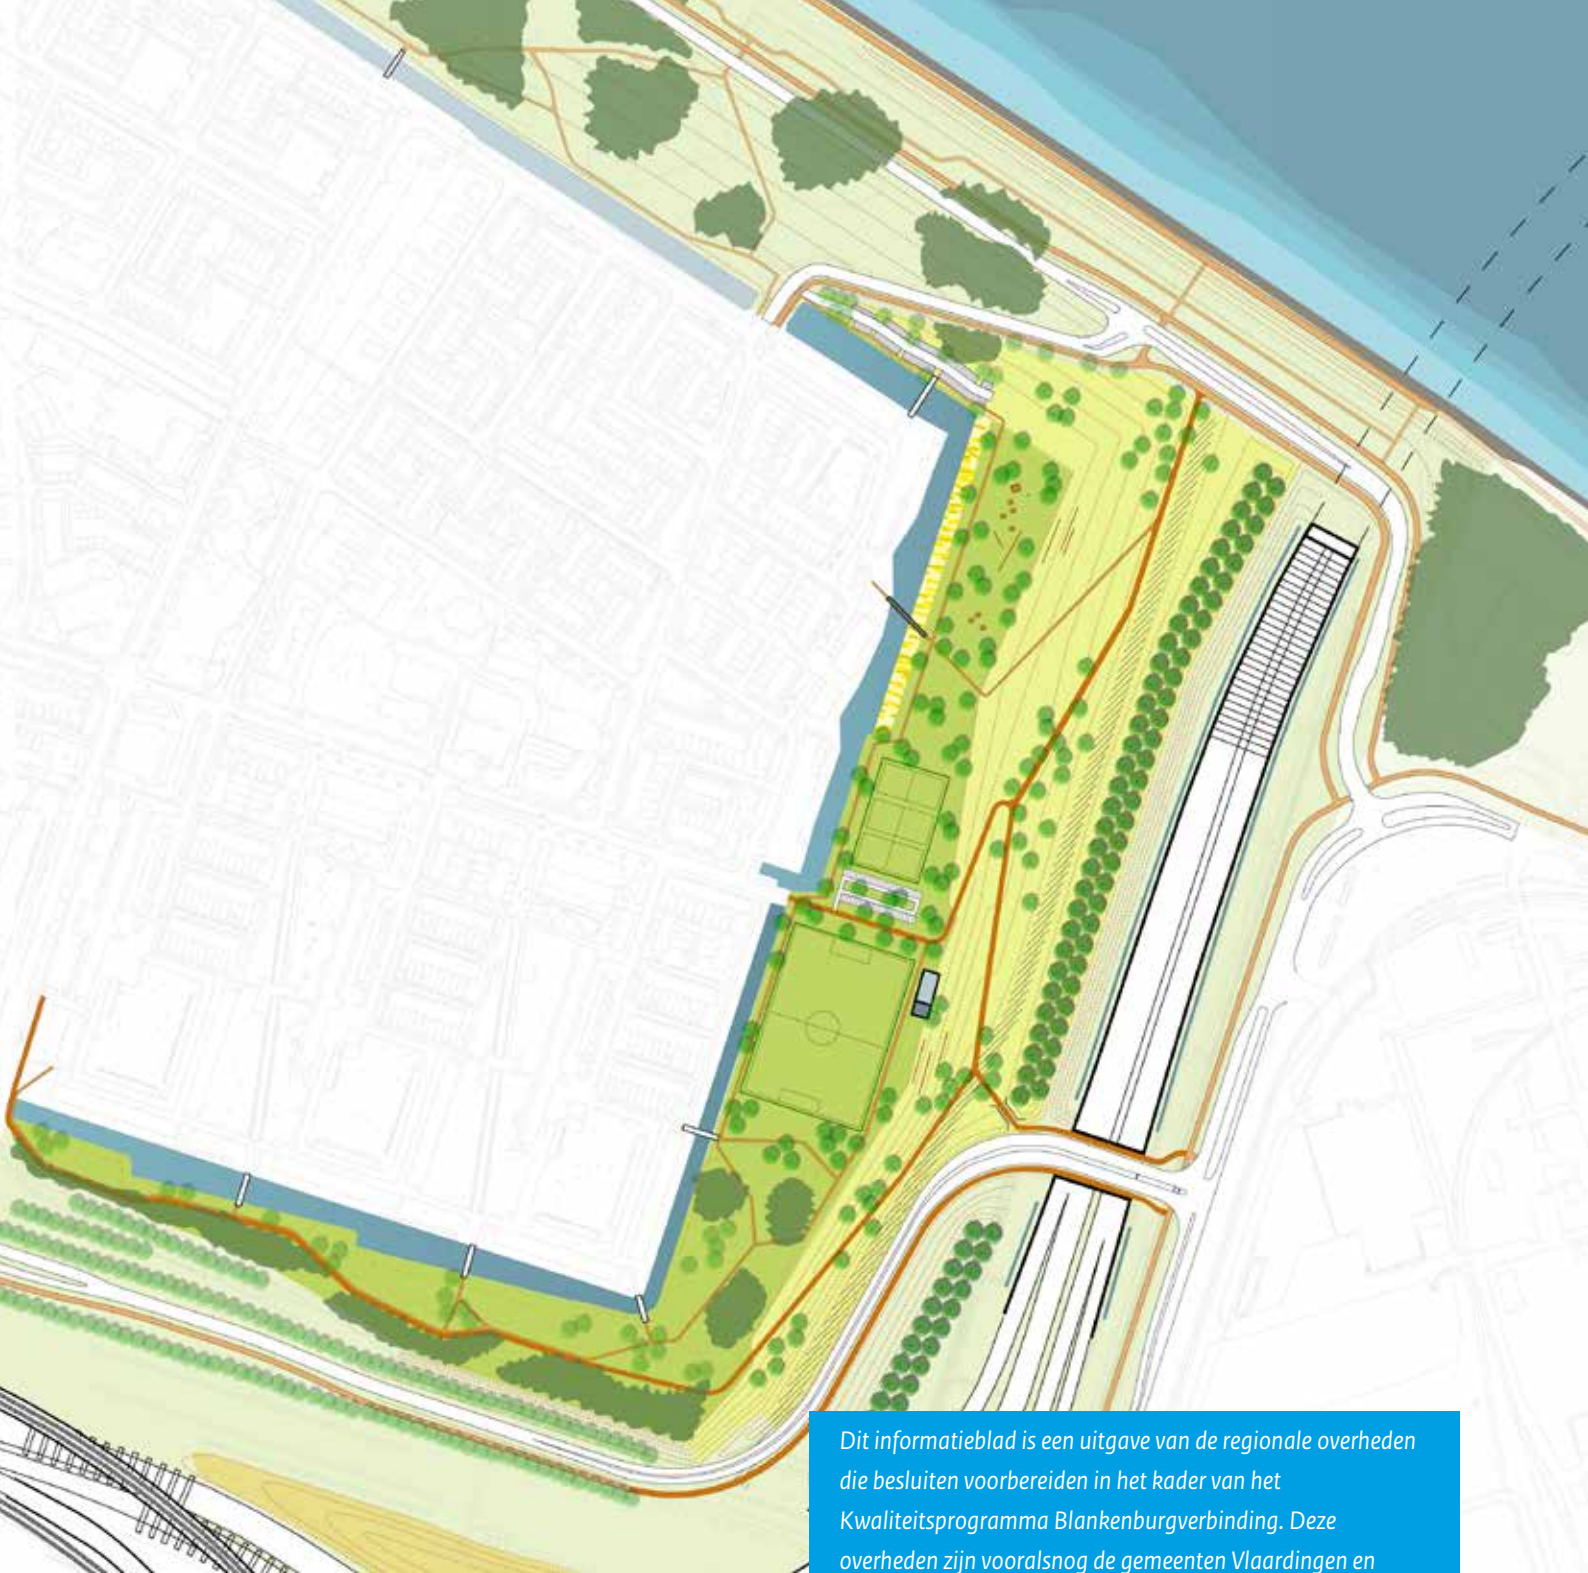 Dit informatieblad is een uitgave van de regionale overheden
die besluiten voorbereiden in het kader van het
Kwaliteitsprogramma Blankenburgverbinding. Deze
overheden zijn vooralsnog de gemeenten Vlaardingen en